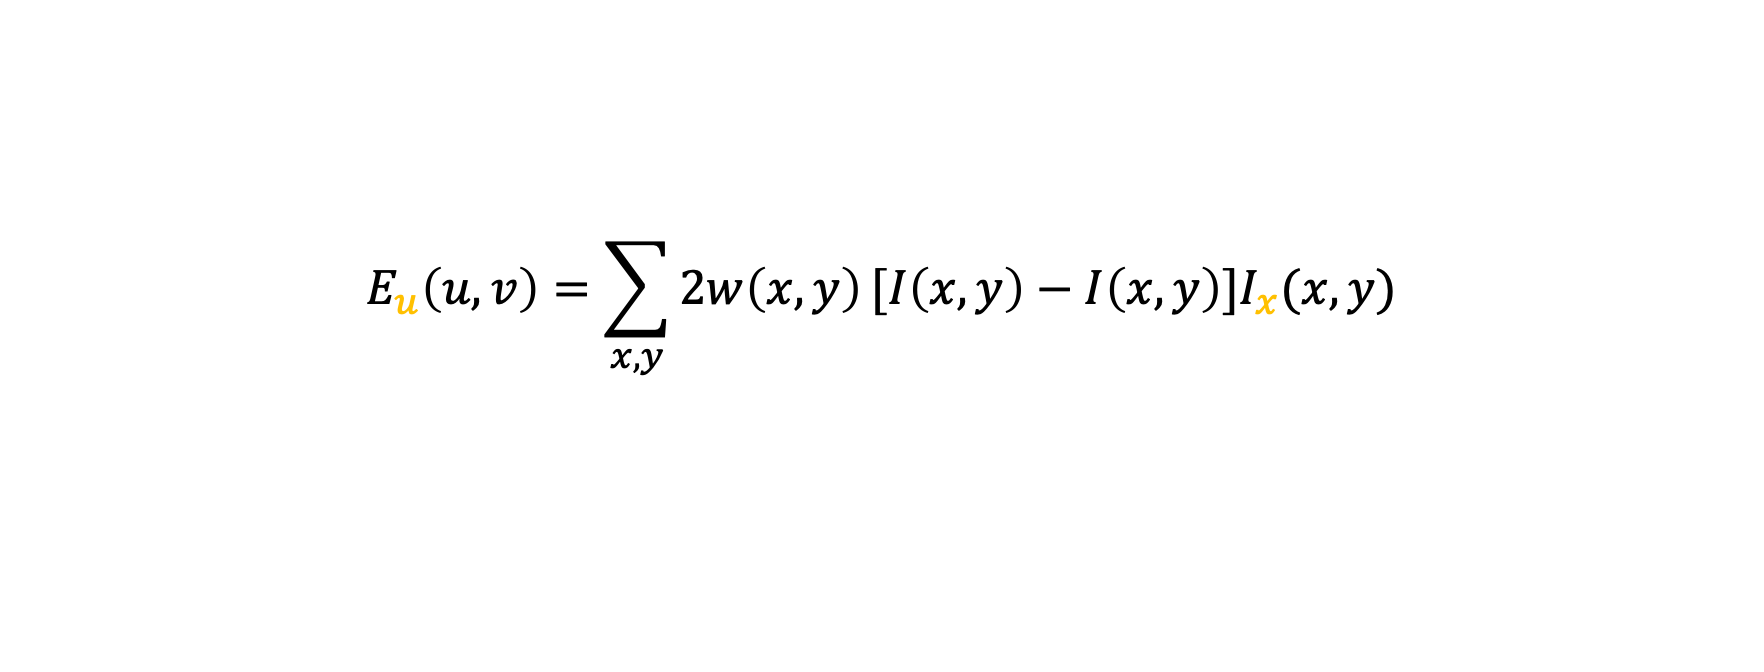 E_u(u, v) = ∑_{x,y} 2w(x, y) [I(x, y) − I(x, y)]I_x(x, y)